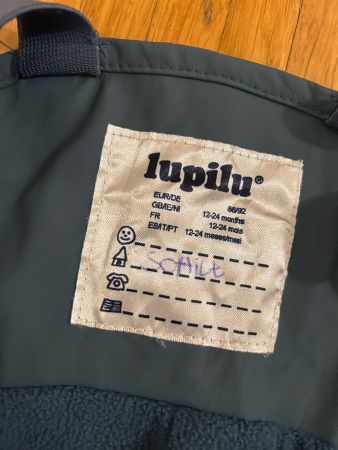 lupilu®
EUR/DE 86/92
GB/IE/NI 12-24 months
FR 12-24 mois
ES/IT/PT 12-24 meses/mesi